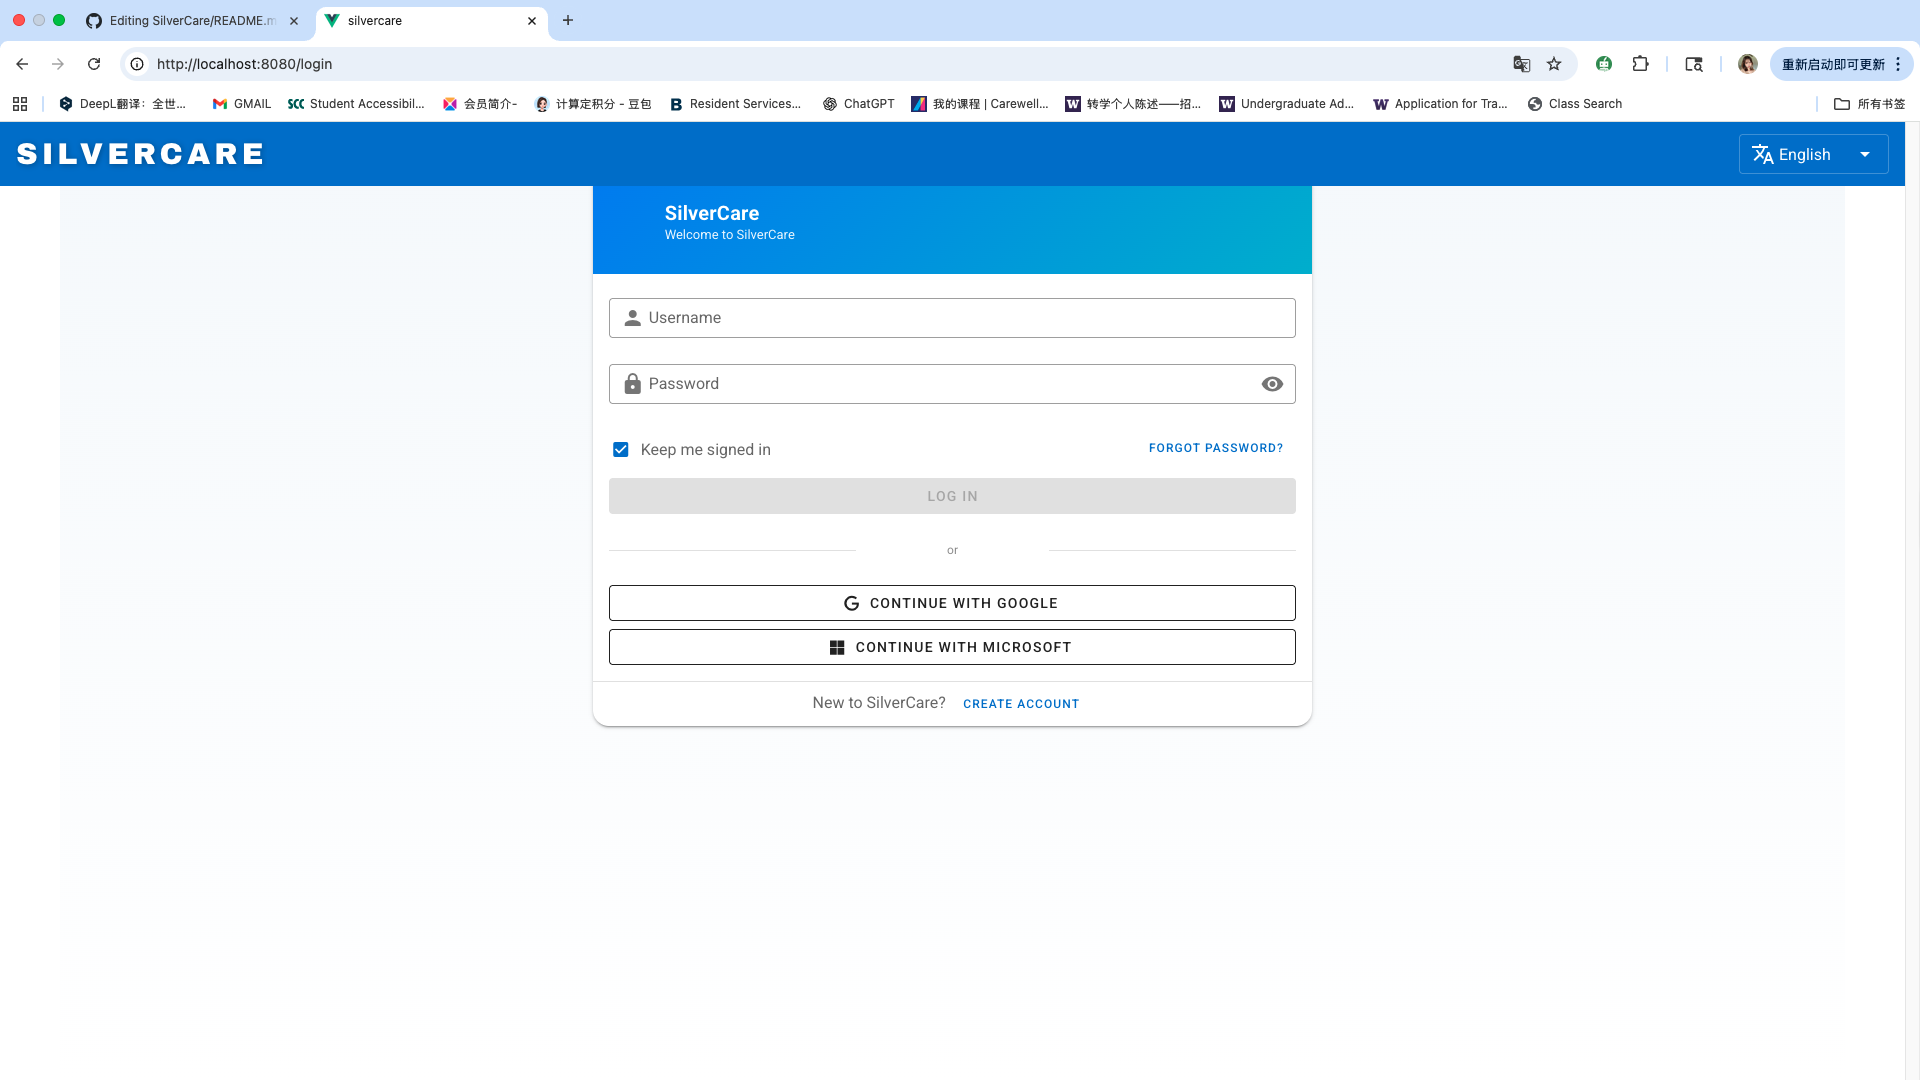 Editing SilverCare/README.m
silvercare
http://localhost:8080/login
重新启动即可更新
DeepL翻译：全世...
GMAIL
SCC Student Accessibil...
会员简介-
计算定积分 - 豆包
B Resident Services...
ChatGPT
我的课程 | Carewell...
W 转学个人陈述——招...
W Undergraduate Ad...
W Application for Tra...
Class Search
所有书签
SILVERCARE
English
SilverCare
Welcome to SilverCare
Username
Password
Keep me signed in
FORGOT PASSWORD?
LOG IN
or
G CONTINUE WITH GOOGLE
CONTINUE WITH MICROSOFT
New to SilverCare? CREATE ACCOUNT